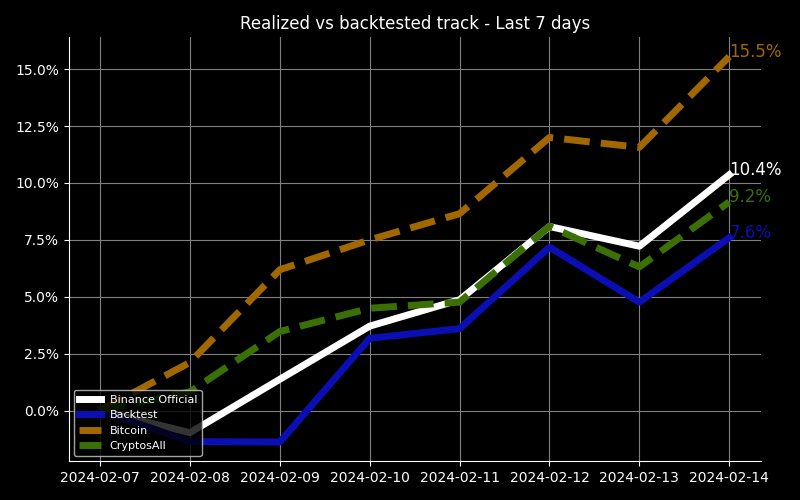 Realized vs backtested track - Last 7 days
15.0%
12.5%
10.0%
7.5%
5.0%
2.5%
0.0%
15.5%
10.4%
9.2%
7.6%
Binance Official
Backtest
Bitcoin
CryptosAll
2024-02-07 2024-02-08 2024-02-09 2024-02-10 2024-02-11 2024-02-12 2024-02-13 2024-02-14